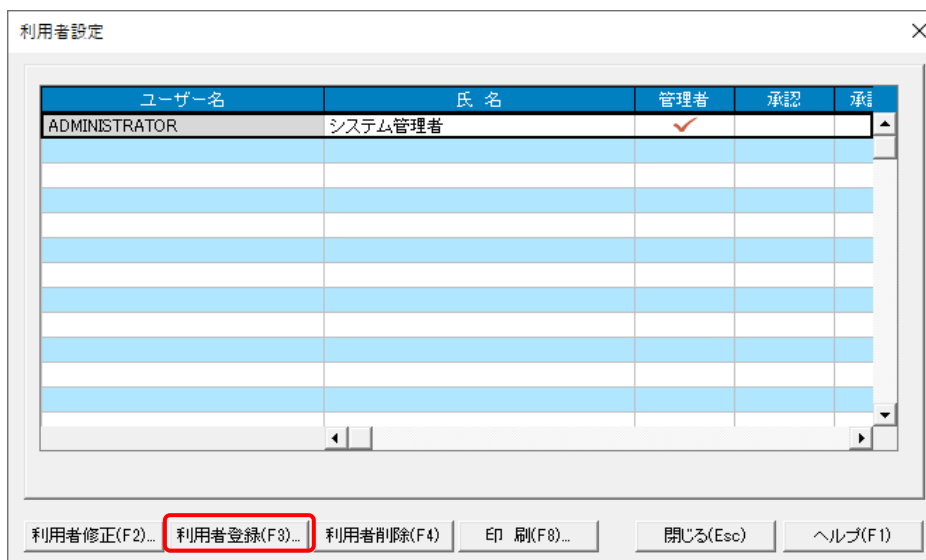 利用者設定
ユーザー名 氏 名 管理者 承認 承
ADMINISTRATOR システム管理者
利用者修正(F2)... 利用者登録(F3)... 利用者削除(F4) 印 刷(F8)... 閉じる(Esc) ヘルプ(F1)